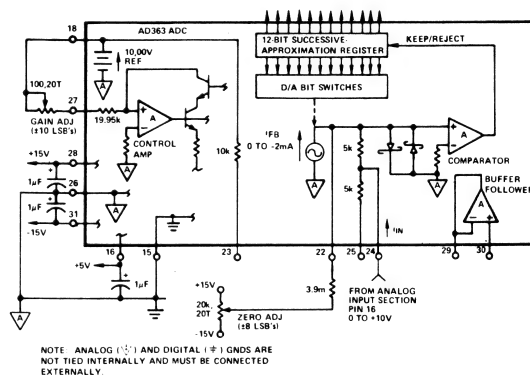 AD363 ADC
12-BIT SUCCESSIVE-
APPROXIMATION REGISTER
KEEP/REJECT
D/A BIT SWITCHES
18
10,00V
REF
A
100,20T
27
19.95k
GAIN ADJ
(±10 LSB's)
A
CONTROL
AMP
A
10k
IFB
0 TO -2mA
A
5k
5k
A
COMPARATOR
A
A
BUFFER
FOLLOWER
A
IIN
+15V
28
1µF
26
1µF
31
-15V
A
16
15
23
22
25
24
29
30
+5V
1µF
A
+15V
20k,
20T
-15V
ZERO ADJ
(±8 LSB's)
3.9m
FROM ANALOG
INPUT SECTION
PIN 16
0 TO +10V
NOTE: ANALOG ( ) AND DIGITAL ( ) GNDS ARE
NOT TIED INTERNALLY AND MUST BE CONNECTED
EXTERNALLY.